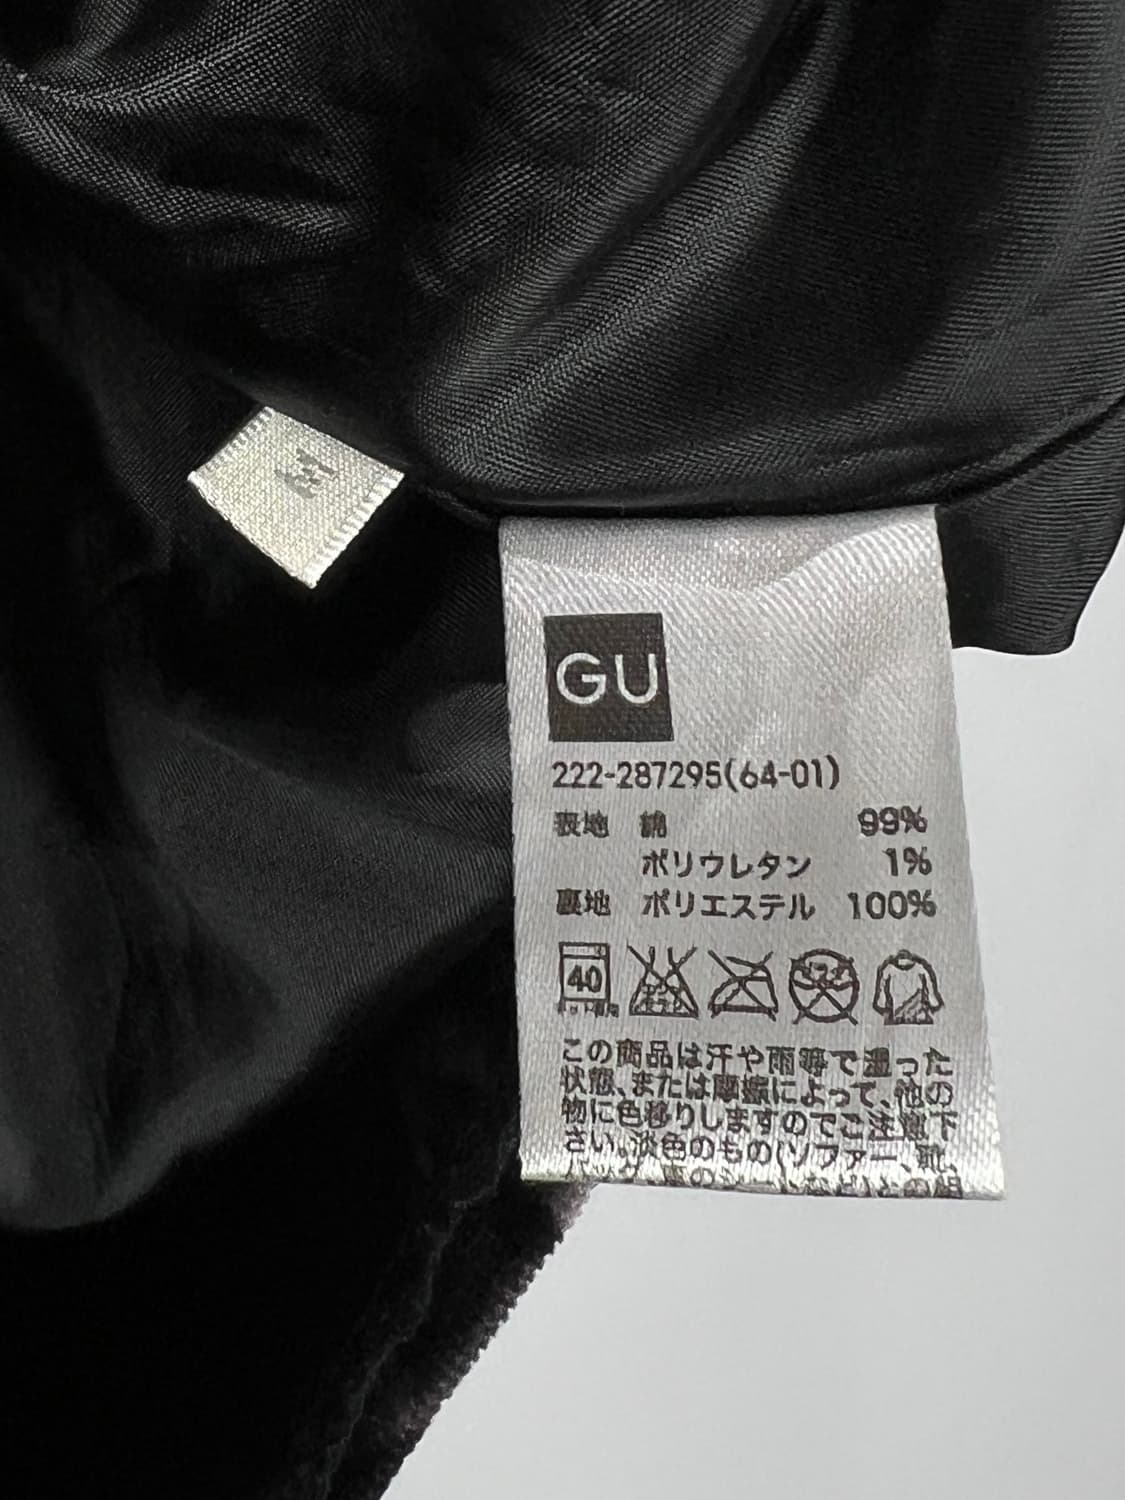 M
GU
222-287295(64-01)
表地 綿 99%
ポリウレタン 1%
裏地 ポリエステル 100%
40
この商品は汗や雨等で湿った
状態、または摩擦によって、他の
物に色移りしますのでご注意下
さい。淡色のもの(ソファー、靴、